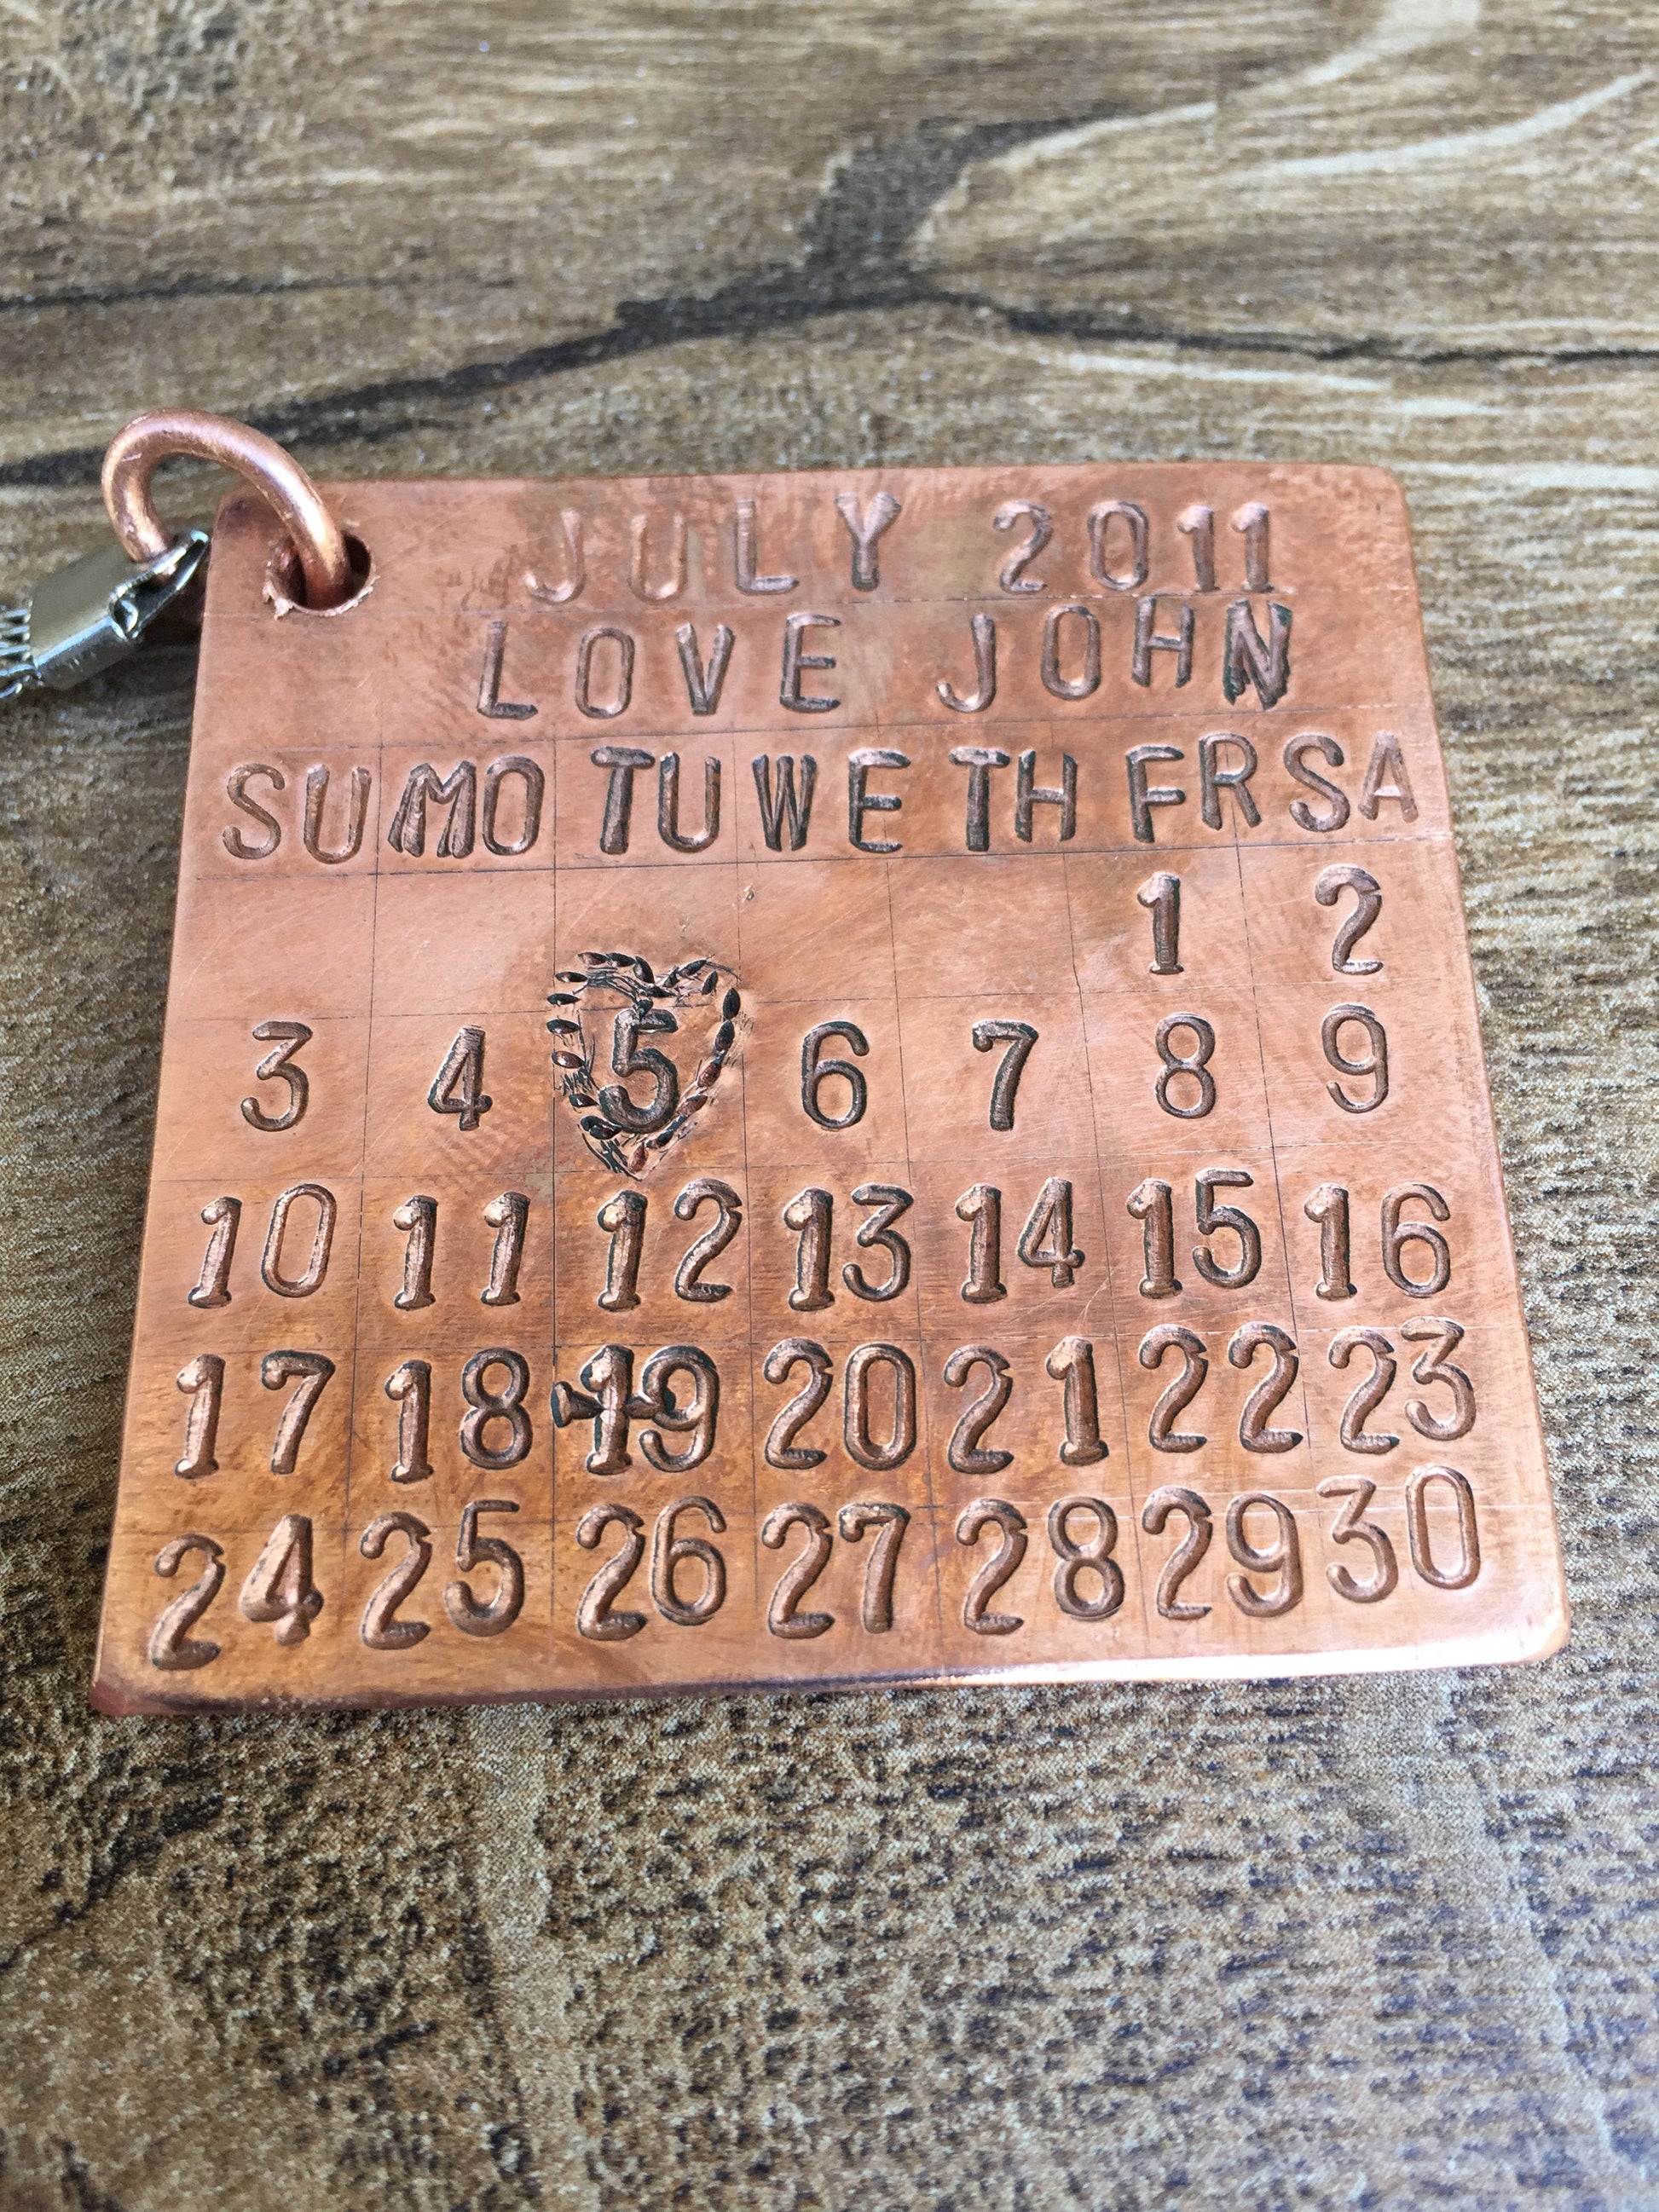 JULY 2011
LOVE JOHN
SU MO TU WE TH FR SA
1 2
3 4 5 6 7 8 9
10 11 12 13 14 15 16
17 18 19 20 21 22 23
24 25 26 27 28 29 30